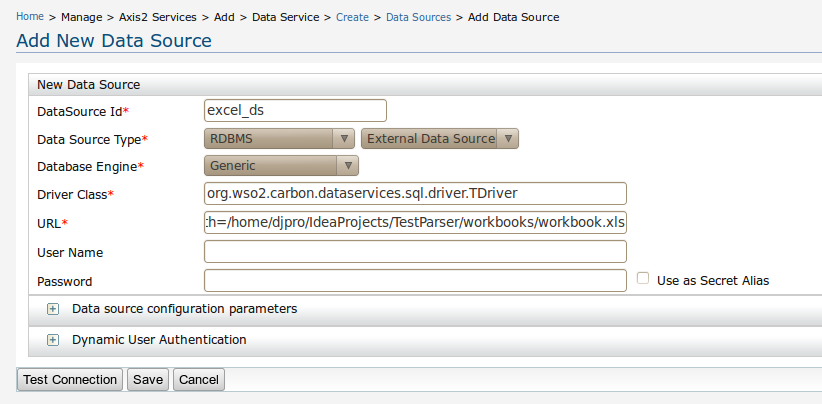 Home > Manage > Axis2 Services > Add > Data Service > Create > Data Sources > Add Data Source
Add New Data Source
New Data Source
DataSource Id* excel_ds
Data Source Type* RDBMS External Data Source
Database Engine* Generic
Driver Class* org.wso2.carbon.dataservices.sql.driver.TDriver
URL* th=/home/djpro/IdeaProjects/TestParser/workbooks/workbook.xls
User Name
Password Use as Secret Alias
Data source configuration parameters
Dynamic User Authentication
Test Connection Save Cancel